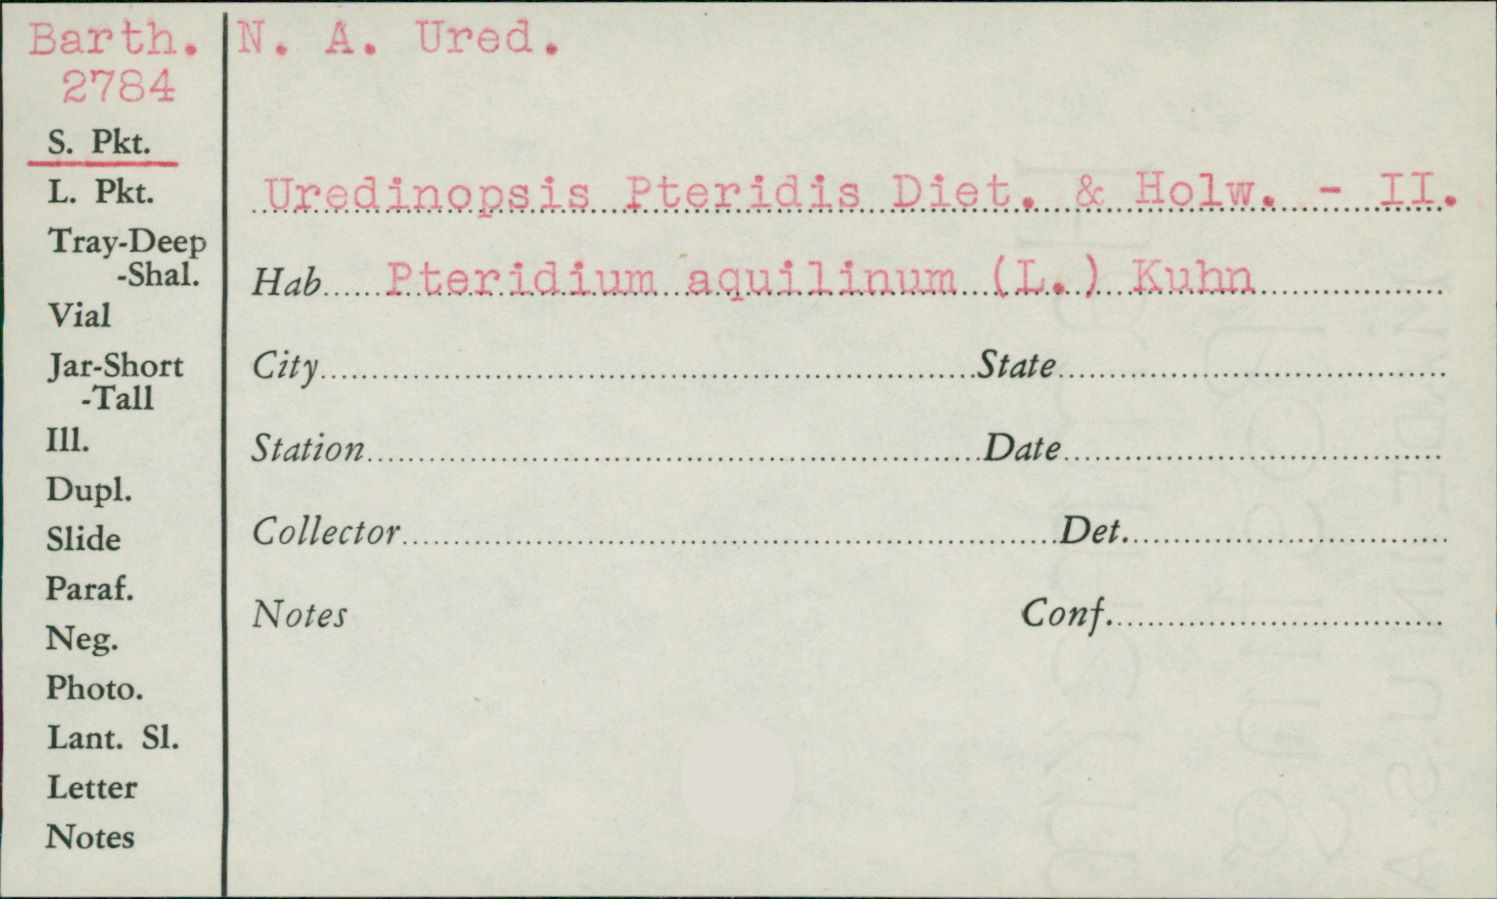 Barth. N. A. Ured.
2784
S. Pkt.
L. Pkt.
Tray-Deep
-Shal.
Vial
Jar-Short
-Tall
Ill.
Dupl.
Slide
Paraf.
Neg.
Photo.
Lant. Sl.
Letter
Notes
Uredinopsis Pteridis Diet. & Holw. - II.
Hab Pteridium aquilinum (L.) Kuhn
City State
Station Date
Collector Det.
Notes Conf.